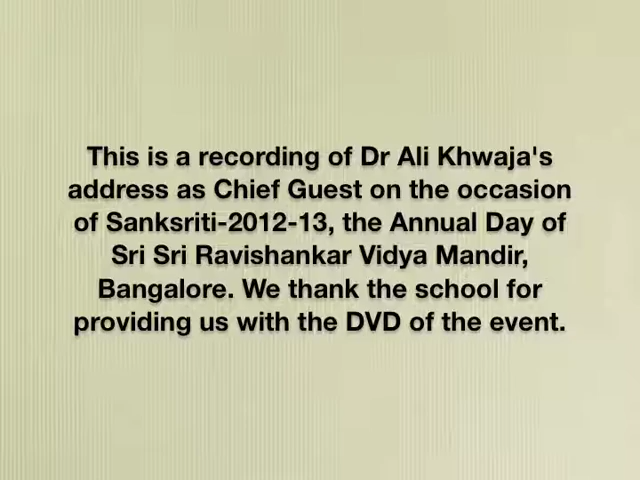 This is a recording of Dr Ali Khwaja's
address as Chief Guest on the occasion
of Sanksriti-2012-13, the Annual Day of
Sri Sri Ravishankar Vidya Mandir,
Bangalore. We thank the school for
providing us with the DVD of the event.